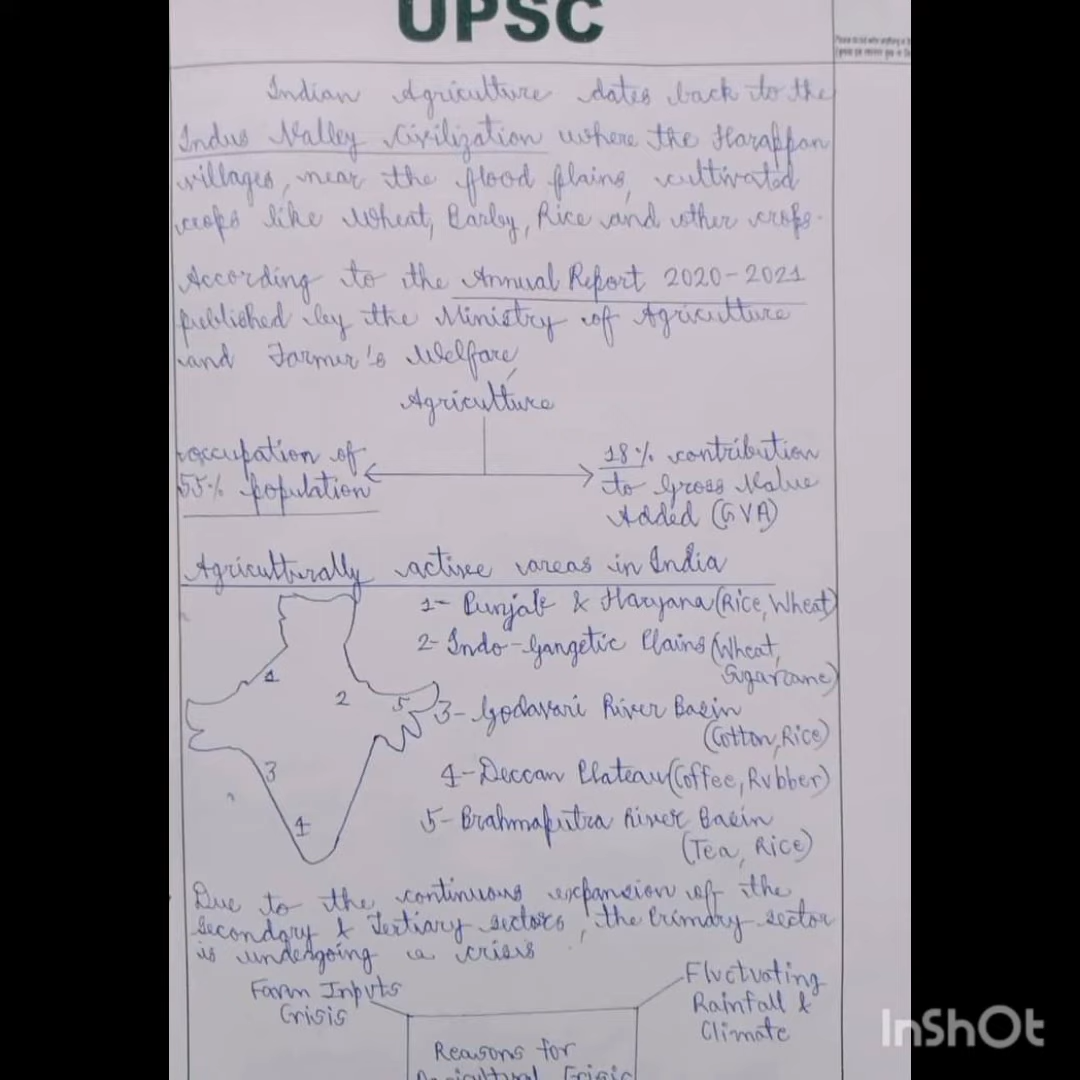 UPSC
Indian Agriculture dates back to the
Indus Valley Civilization where the Harappan
villages, near the flood plains, cultivated
crops like Wheat, Barley, Rice and other crops.
According to the Annual Report 2020-2021
published by the Ministry of Agriculture
and Farmer's Welfare,
Agriculture
occupation of
55% population
18% contribution
to Gross Value
Added (GVA)
Agriculturally active areas in India
1- Punjab & Haryana (Rice, Wheat)
2- Indo-Gangetic Plains (Wheat,
Sugarcane)
3- Godavari River Basin
(Cotton, Rice)
4- Deccan Plateau (Coffee, Rubber)
5- Brahmaputra River Basin
(Tea, Rice)
1
2
5
3
4
Due to the continuous expansion of the
secondary & Tertiary sectors, the Primary sector
is undergoing a crisis
Farm Inputs
Crisis
Fluctuating
Rainfall &
Climate
Reasons for
Agricultural Crisis
InShOt